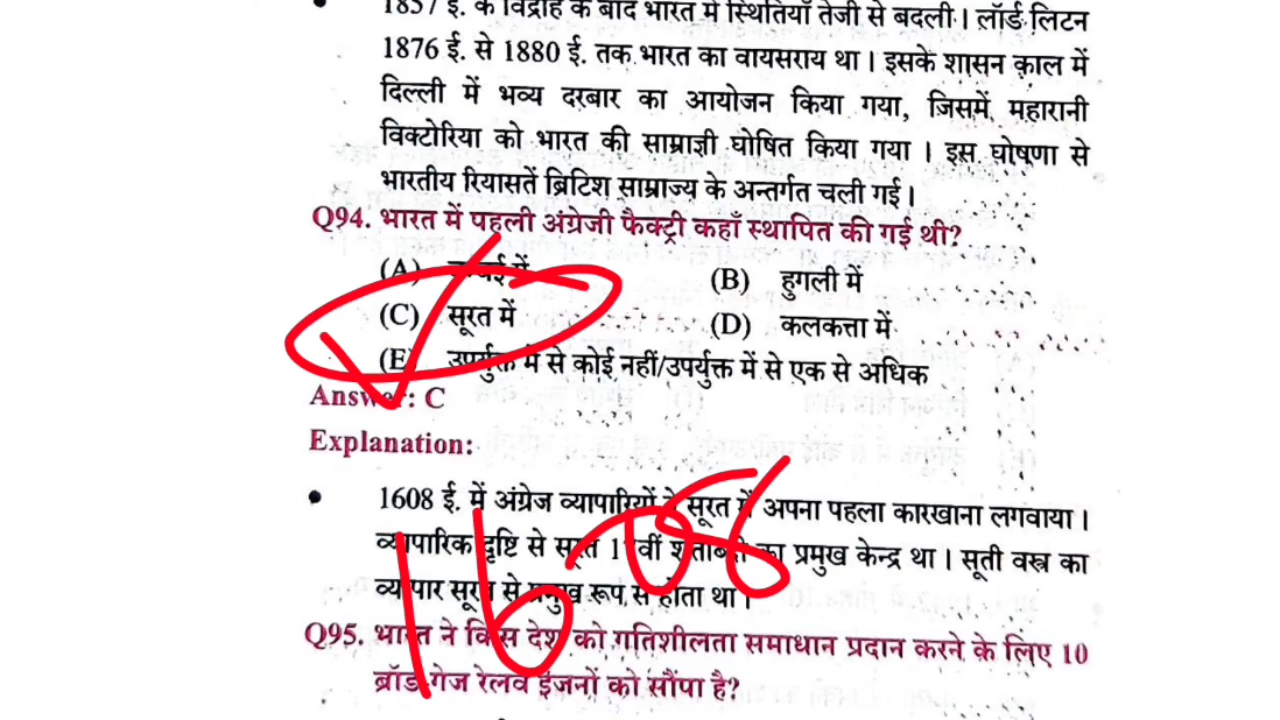 1857 ई. के विद्रोह के बाद भारत में स्थितियाँ तेजी से बदली। लॉर्ड लिटन
1876 ई. से 1880 ई. तक भारत का वायसराय था। इसके शासन काल में
दिल्ली में भव्य दरबार का आयोजन किया गया, जिसमें महारानी
विक्टोरिया को भारत की साम्राज्ञी घोषित किया गया । इस घोषणा से
भारतीय रियासतें ब्रिटिश साम्राज्य के अन्तर्गत चली गई।
Q94. भारत में पहली अंग्रेजी फैक्ट्री कहाँ स्थापित की गई थी?
(A) में
(B) हुगली में
(C) सूरत में
(D) कलकत्ता में
(E) उपर्युक्त में से कोई नहीं/उपर्युक्त में से एक से अधिक
Answer: C
Explanation:
1608 ई. में अंग्रेज व्यापारियों ने सूरत में अपना पहला कारखाना लगवाया।
व्यापारिक दृष्टि से सूरत 17वीं शताब्दी का प्रमुख केन्द्र था। सूती वस्त्र का
व्यापार सूरत से प्रमुख रूप से होता था।
1608
Q95. भारत ने किस देश को गतिशीलता समाधान प्रदान करने के लिए 10
ब्रॉड गेज रेलवे इंजनों को सौंपा है?